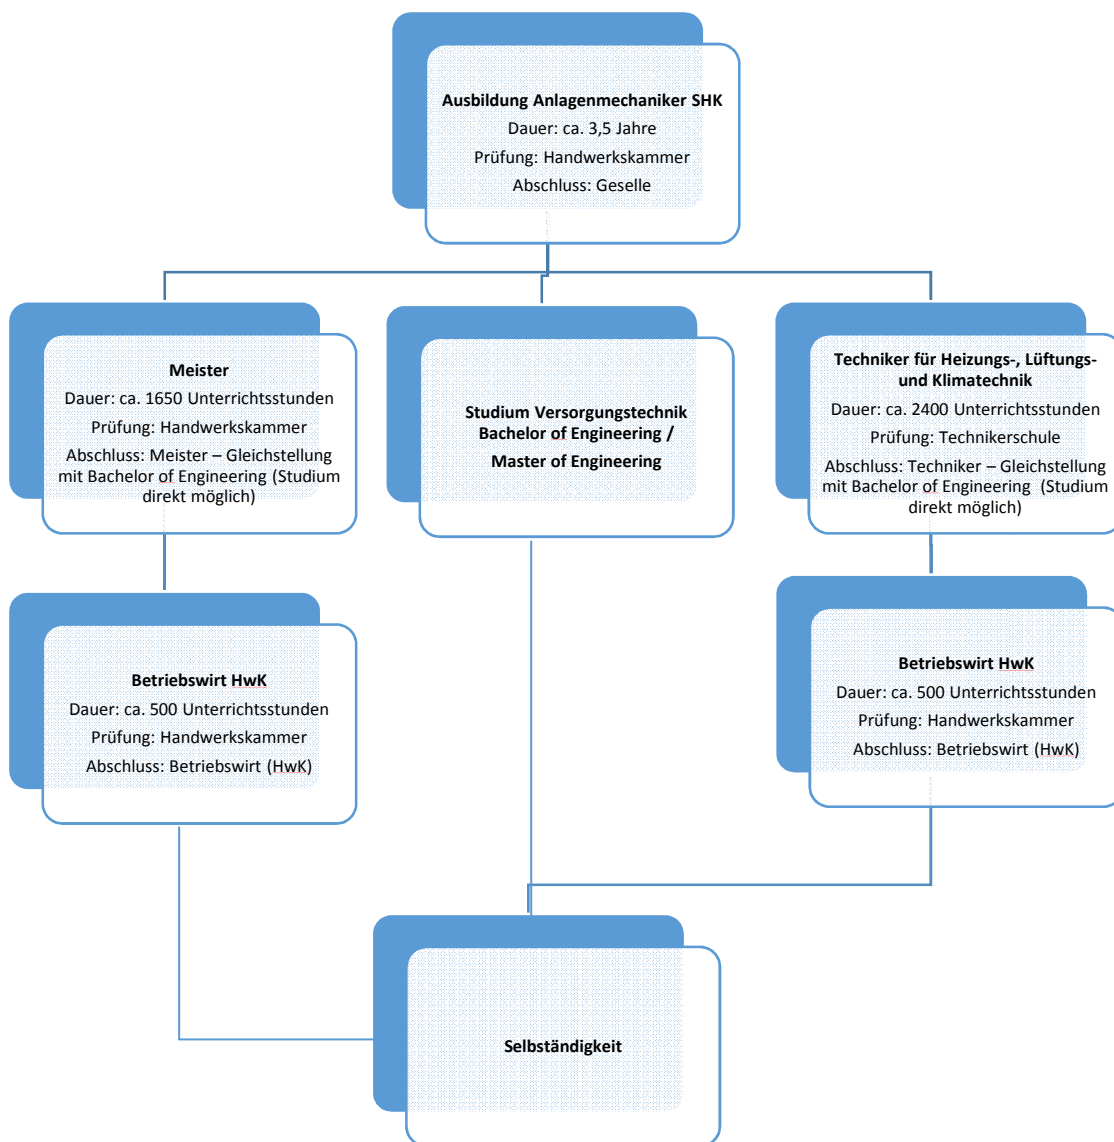 Ausbildung Anlagenmechaniker SHK
Dauer: ca. 3,5 Jahre
Prüfung: Handwerkskammer
Abschluss: Geselle
Meister
Dauer: ca. 1650 Unterrichtsstunden
Prüfung: Handwerkskammer
Abschluss: Meister – Gleichstellung
mit Bachelor of Engineering (Studium
direkt möglich)
Studium Versorgungstechnik
Bachelor of Engineering /
Master of Engineering
Techniker für Heizungs-, Lüftungs-
und Klimatechnik
Dauer: ca. 2400 Unterrichtsstunden
Prüfung: Technikerschule
Abschluss: Techniker – Gleichstellung
mit Bachelor of Engineering (Studium
direkt möglich)
Betriebswirt HwK
Dauer: ca. 500 Unterrichtsstunden
Prüfung: Handwerkskammer
Abschluss: Betriebswirt (HwK)
Betriebswirt HwK
Dauer: ca. 500 Unterrichtsstunden
Prüfung: Handwerkskammer
Abschluss: Betriebswirt (HwK)
Selbständigkeit